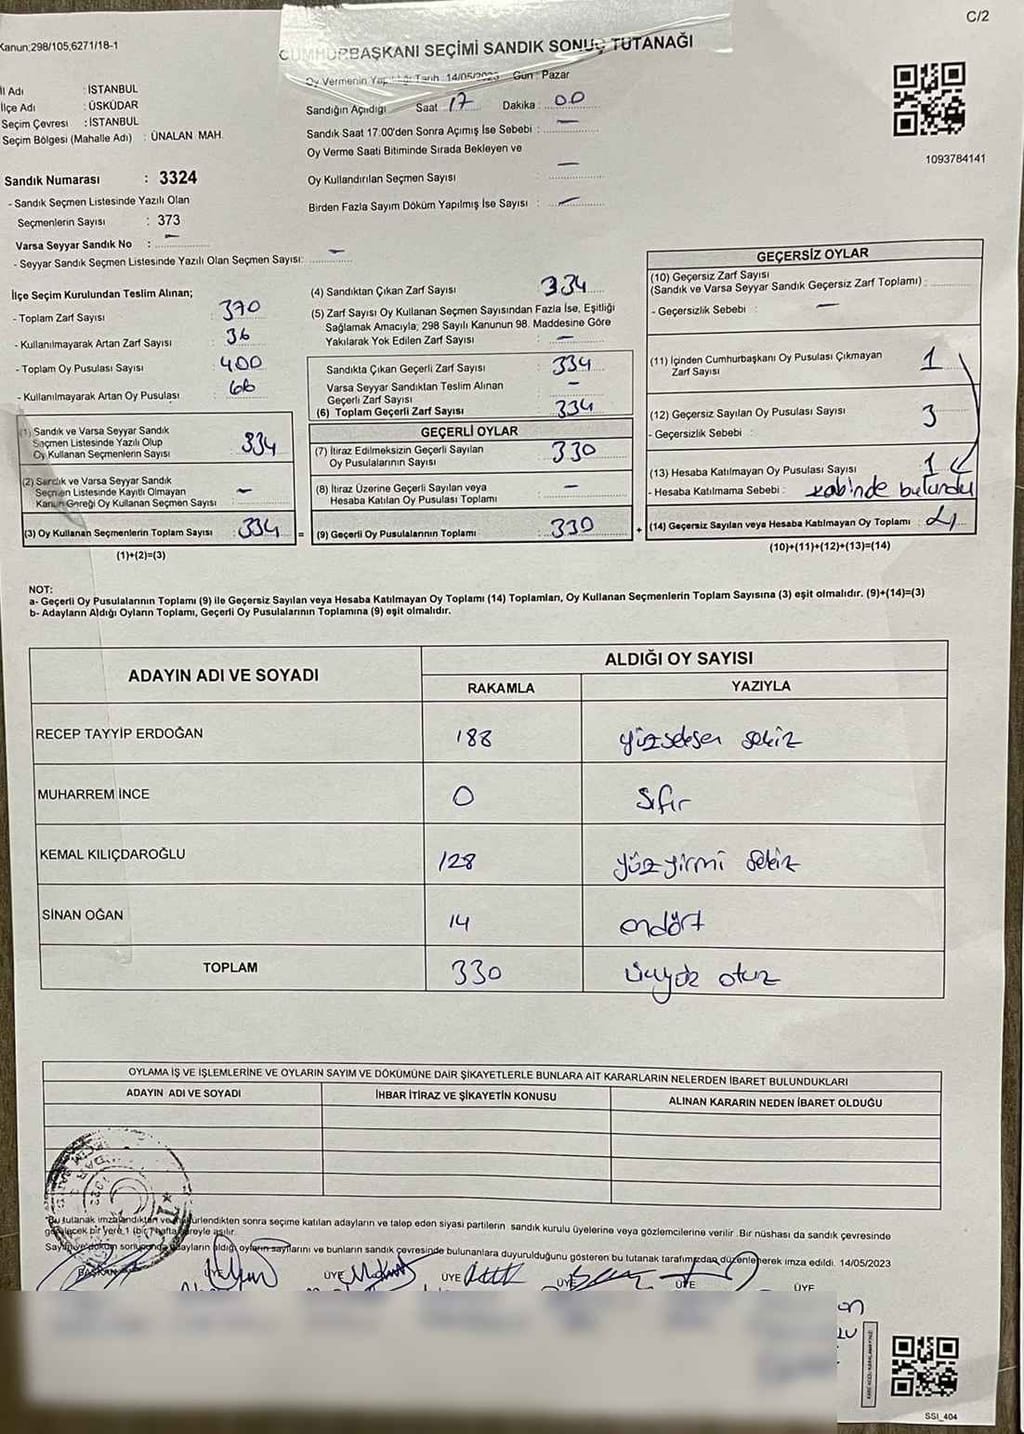 C/2
Kanun;298/105,6271/18-1
CUMHURBAŞKANI SEÇİMİ SANDIK SONUÇ TUTANAĞI
Oy Vermenin Yapıldığı Tarih : 14/05/2023 Gün : Pazar
İl Adı : İSTANBUL
İlçe Adı : ÜSKÜDAR
Seçim Çevresi : İSTANBUL
Seçim Bölgesi (Mahalle Adı) : ÜNALAN MAH.
Sandığın Açıldığı Saat 17 Dakika : 00
Sandık Saat 17.00'den Sonra Açımış İse Sebebi : —
Oy Verme Saati Bitiminde Sırada Bekleyen ve
Oy Kullandırılan Seçmen Sayısı —
Birden Fazla Sayım Döküm Yapılmış İse Sayısı : —
1093784141
Sandık Numarası : 3324
- Sandık Seçmen Listesinde Yazılı Olan
Seçmenlerin Sayısı : 373
Varsa Seyyar Sandık No : —
- Seyyar Sandık Seçmen Listesinde Yazılı Olan Seçmen Sayısı: —
İlçe Seçim Kurulundan Teslim Alınan;
- Toplam Zarf Sayısı : 370
- Kullanılmayarak Artan Zarf Sayısı : 36
- Toplam Oy Pusulası Sayısı : 400
- Kullanılmayarak Artan Oy Pusulası : 66
(1) Sandık ve Varsa Seyyar Sandık
Seçmen Listesinde Yazılı Olup
Oy Kullanan Seçmenlerin Sayısı 334
(2) Sandık ve Varsa Seyyar Sandık
Seçmen Listesinde Kayıtlı Olmayan
Kanun Gereği Oy Kullanan Seçmen Sayısı —
(3) Oy Kullanan Seçmenlerin Toplam Sayısı : 334 =
(1)+(2)=(3)
(4) Sandıktan Çıkan Zarf Sayısı 334
(5) Zarf Sayısı Oy Kullanan Seçmen Sayısından Fazla İse, Eşitliği
Sağlamak Amacıyla; 298 Sayılı Kanunun 98. Maddesine Göre
Yakılarak Yok Edilen Zarf Sayısı —
Sandıkta Çıkan Geçerli Zarf Sayısı 334
Varsa Seyyar Sandıktan Teslim Alınan
Geçerli Zarf Sayısı —
(6) Toplam Geçerli Zarf Sayısı 334
GEÇERLİ OYLAR
(7) İtiraz Edilmeksizin Geçerli Sayılan
Oy Pusulalarının Sayısı 330
(8) İtiraz Üzerine Geçerli Sayılan veya
Hesaba Katılan Oy Pusulası Toplamı —
(9) Geçerli Oy Pusulalarının Toplamı 330 +
GEÇERSİZ OYLAR
(10) Geçersiz Zarf Sayısı
(Sandık ve Varsa Seyyar Sandık Geçersiz Zarf Toplamı) :
- Geçersizlik Sebebi : —
(11) İçinden Cumhurbaşkanı Oy Pusulası Çıkmayan
Zarf Sayısı 1
(12) Geçersiz Sayılan Oy Pusulası Sayısı 3
- Geçersizlik Sebebi :
(13) Hesaba Katılmayan Oy Pusulası Sayısı 1
- Hesaba Katılmama Sebebi : kabinde bulundu
(14) Geçersiz Sayılan veya Hesaba Katılmayan Oy Toplamı : 4
(10)+(11)+(12)+(13)=(14)
NOT:
a- Geçerli Oy Pusulalarının Toplamı (9) ile Geçersiz Sayılan veya Hesaba Katılmayan Oy Toplamı (14) Toplamları, Oy Kullanan Seçmenlerin Toplam Sayısına (3) eşit olmalıdır. (9)+(14)=(3)
b- Adayların Aldığı Oyların Toplamı, Geçerli Oy Pusulalarının Toplamına (9) eşit olmalıdır.
ADAYIN ADI VE SOYADI
ALDIĞI OY SAYISI
RAKAMLA YAZIYLA
RECEP TAYYİP ERDOĞAN 188 yüzseksen sekiz
MUHARREM İNCE 0 Sıfır
KEMAL KILIÇDAROĞLU 128 yüzyirmi sekiz
SİNAN OĞAN 14 ondört
TOPLAM 330 üçyüz otuz
OYLAMA İŞ VE İŞLEMLERİNE VE OYLARIN SAYIM VE DÖKÜMÜNE DAİR ŞİKAYETLERLE BUNLARA AİT KARARLARIN NELERDEN İBARET BULUNDUKLARI
ADAYIN ADI VE SOYADI İHBAR İTİRAZ VE ŞİKAYETİN KONUSU ALINAN KARARIN NEDEN İBARET OLDUĞU
Bu tutanak imzalandıktan ve sonra seçime katılan adayların ve talep eden siyasi partilerin sandık kurulu üyelerine veya gözlemcilerine verilir. Bir nüshası da sandık çevresinde
bir yere 1 (bir) hafta süreyle asılır.
Sayım ve döküm sonucunda adayların aldığı oyların sayılarını ve bunların sandık çevresinde bulunanlara duyurulduğunu gösteren bu tutanak tarafımızdan düzenlenerek imza edildi. 14/05/2023
BAŞKAN ÜYE ÜYE ÜYE ÜYE ÜYE ÜYE
SSI_404